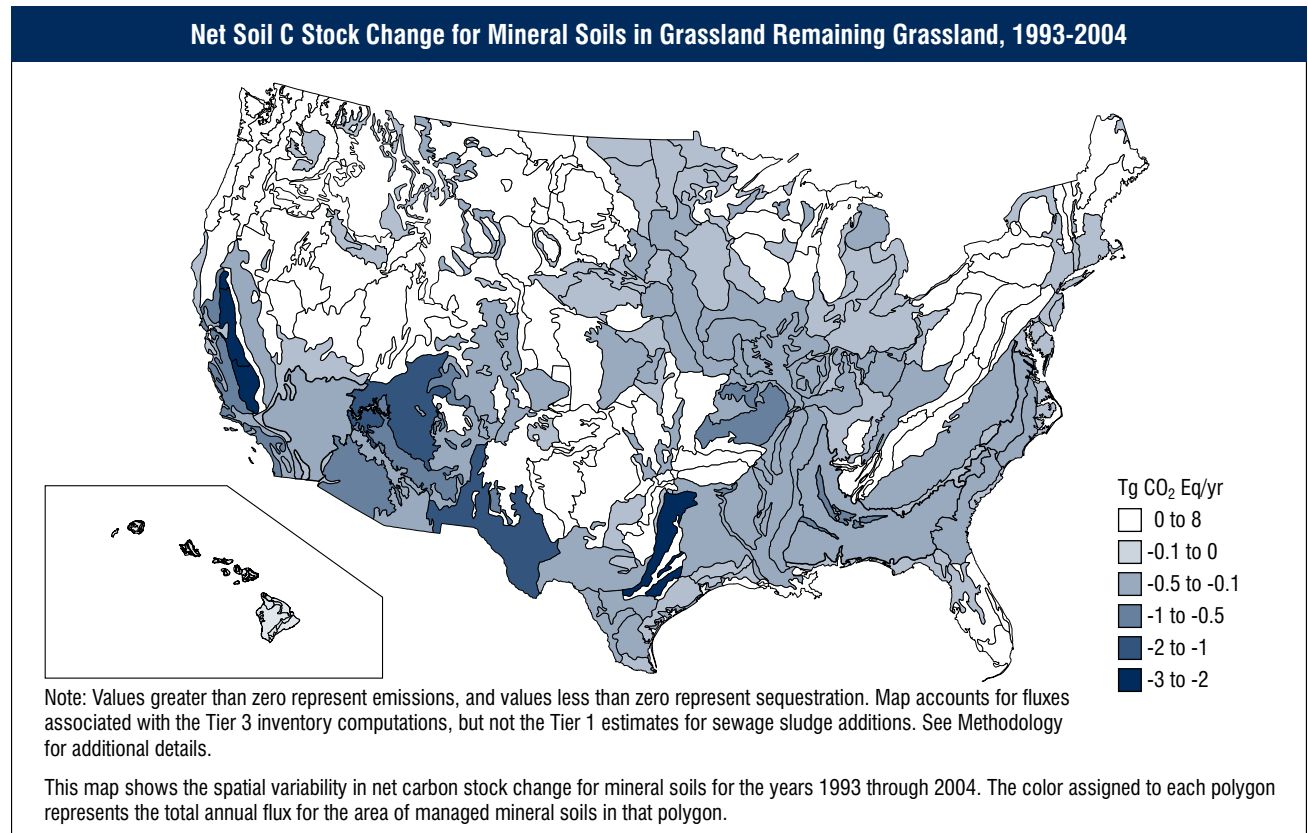 Net Soil C Stock Change for Mineral Soils in Grassland Remaining Grassland, 1993-2004
Tg CO₂ Eq/yr
0 to 8
-0.1 to 0
-0.5 to -0.1
-1 to -0.5
-2 to -1
-3 to -2
Note: Values greater than zero represent emissions, and values less than zero represent sequestration. Map accounts for fluxes
associated with the Tier 3 inventory computations, but not the Tier 1 estimates for sewage sludge additions. See Methodology
for additional details.
This map shows the spatial variability in net carbon stock change for mineral soils for the years 1993 through 2004. The color assigned to each polygon
represents the total annual flux for the area of managed mineral soils in that polygon.